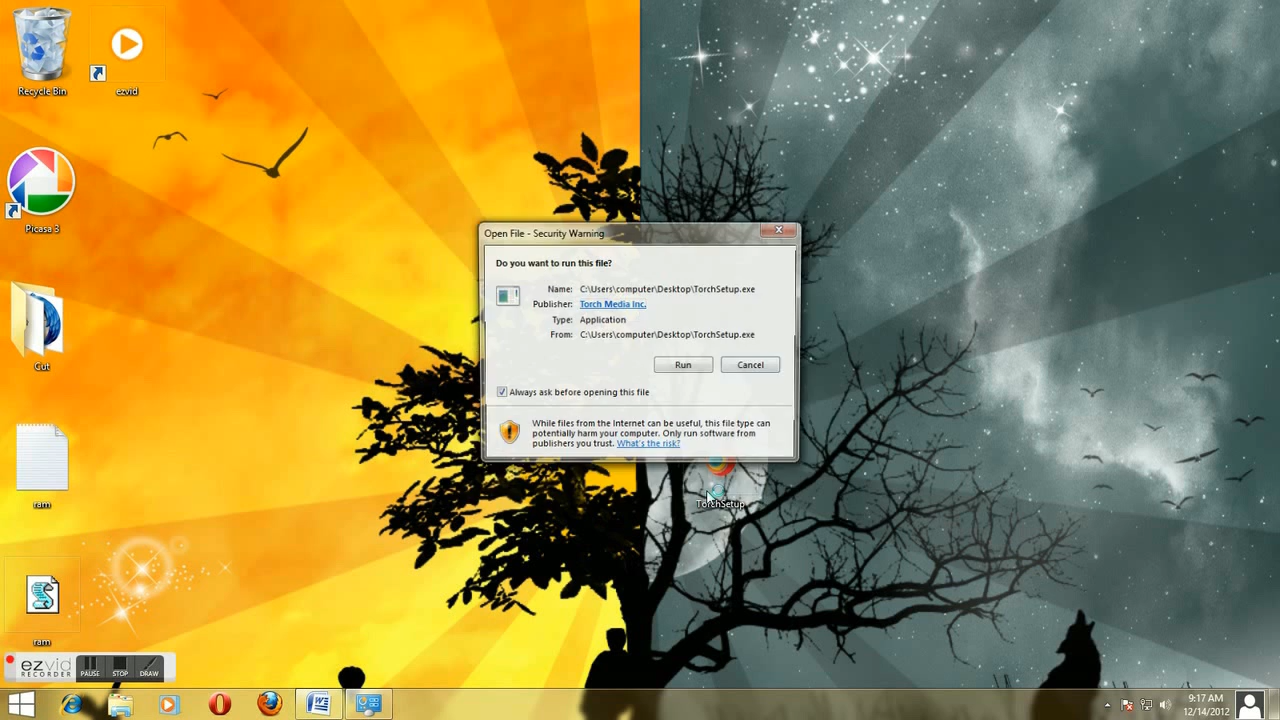 Recycle Bin
ezvid
Picasa 3
Cut
ram
ram
Open File - Security Warning
Do you want to run this file?
Name: C:\Users\computer\Desktop\TorchSetup.exe
Publisher: Torch Media Inc.
Type: Application
From: C:\Users\computer\Desktop\TorchSetup.exe
Run Cancel
Always ask before opening this file
While files from the Internet can be useful, this file type can
potentially harm your computer. Only run software from
publishers you trust. What's the risk?
TorchSetup
ezvid
RECORDER
PAUSE STOP DRAW
9:17 AM
12/14/2012